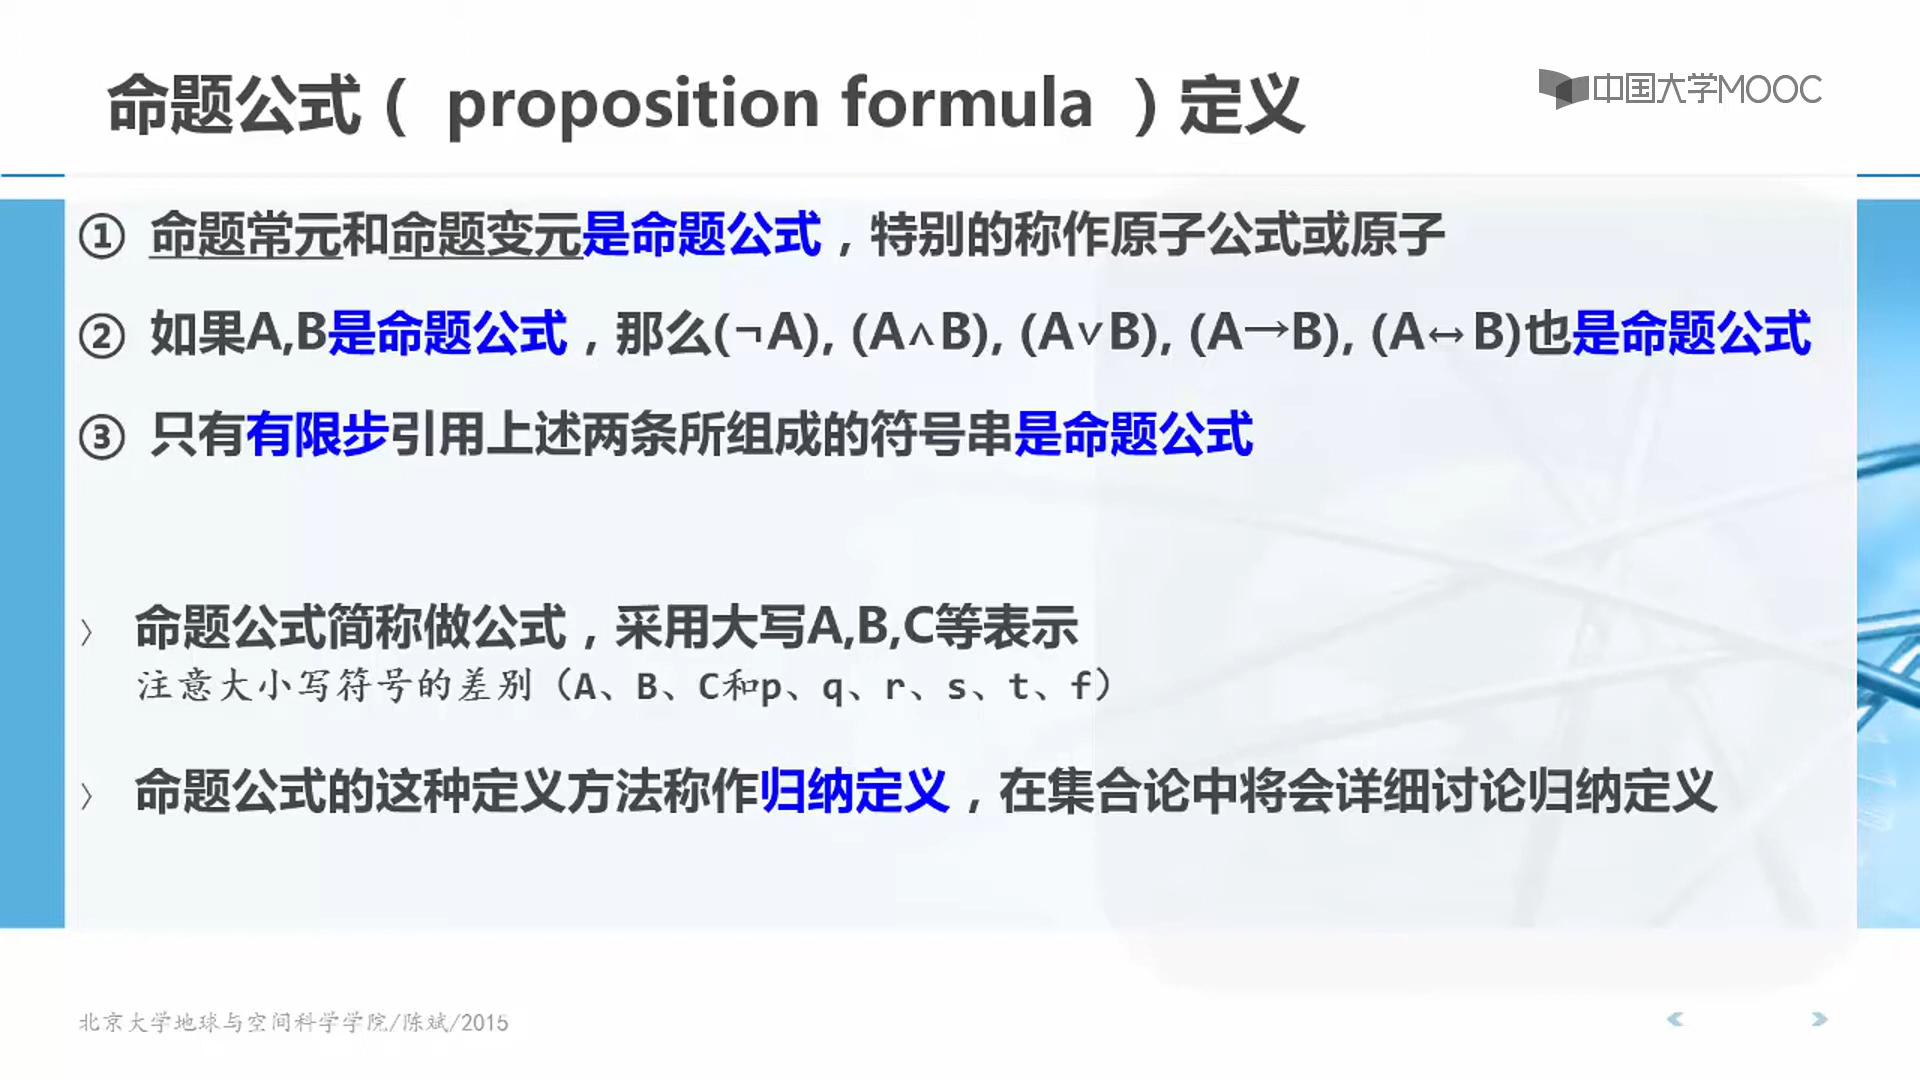 命题公式（ proposition formula ）定义
中国大学MOOC
① 命题常元和命题变元是命题公式，特别的称作原子公式或原子
② 如果A,B是命题公式，那么(¬A), (A∧B), (A∨B), (A→B), (A↔B)也是命题公式
③ 只有有限步引用上述两条所组成的符号串是命题公式
〉 命题公式简称做公式，采用大写A,B,C等表示
注意大小写符号的差别（A、B、C和p、q、r、s、t、f）
〉 命题公式的这种定义方法称作归纳定义，在集合论中将会详细讨论归纳定义
北京大学地球与空间科学学院/陈斌/2015